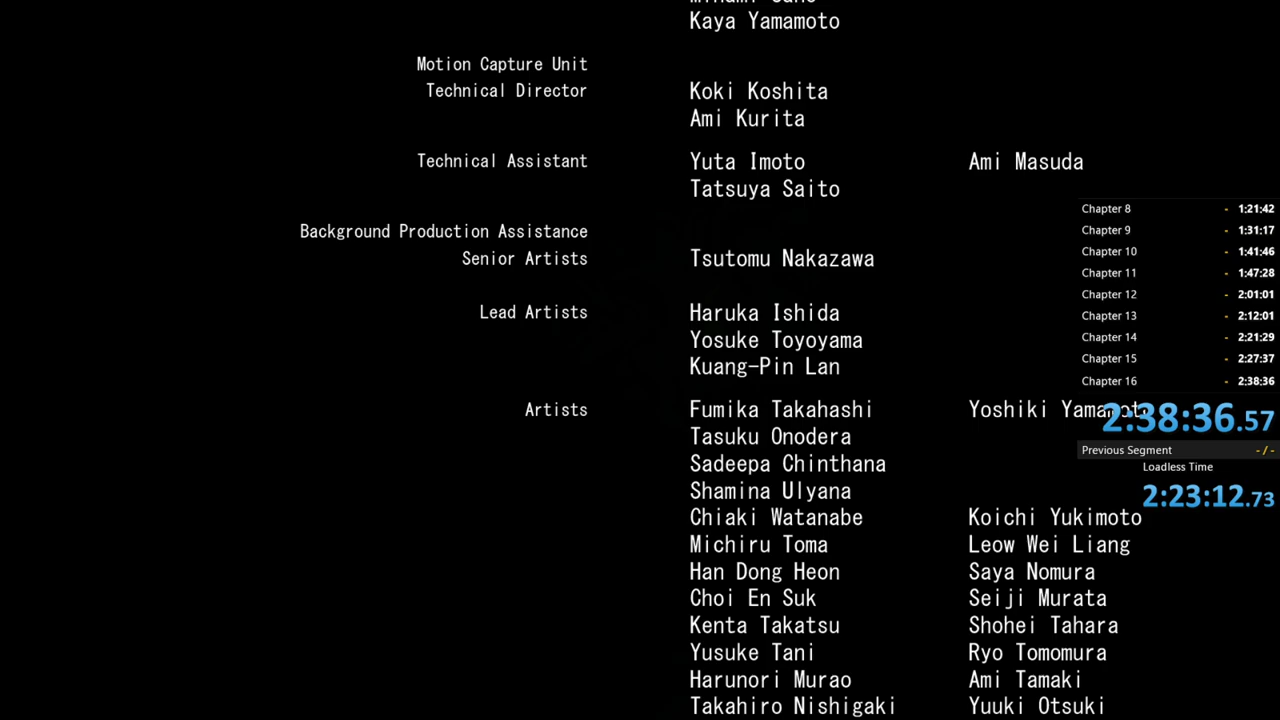 Kaya Yamamoto
Motion Capture Unit
Technical Director Koki Koshita
Ami Kurita
Technical Assistant Yuta Imoto Ami Masuda
Tatsuya Saito
Background Production Assistance
Senior Artists Tsutomu Nakazawa
Lead Artists Haruka Ishida
Yosuke Toyoyama
Kuang-Pin Lan
Artists Fumika Takahashi Yoshiki
Tasuku Onodera
Sadeepa Chinthana
Shamina Ulyana
Chiaki Watanabe Koichi Yukimoto
Michiru Toma Leow Wei Liang
Han Dong Heon Saya Nomura
Choi En Suk Seiji Murata
Kenta Takatsu Shohei Tahara
Yusuke Tani Ryo Tomomura
Harunori Murao Ami Tamaki
Takahiro Nishigaki Yuuki Otsuki
Chapter 8 - 1:21:42
Chapter 9 - 1:31:17
Chapter 10 - 1:41:46
Chapter 11 - 1:47:28
Chapter 12 - 2:01:01
Chapter 13 - 2:12:01
Chapter 14 - 2:21:29
Chapter 15 - 2:27:37
Chapter 16 - 2:38:36
2:38:36.57
Previous Segment -/-
Loadless Time
2:23:12.73